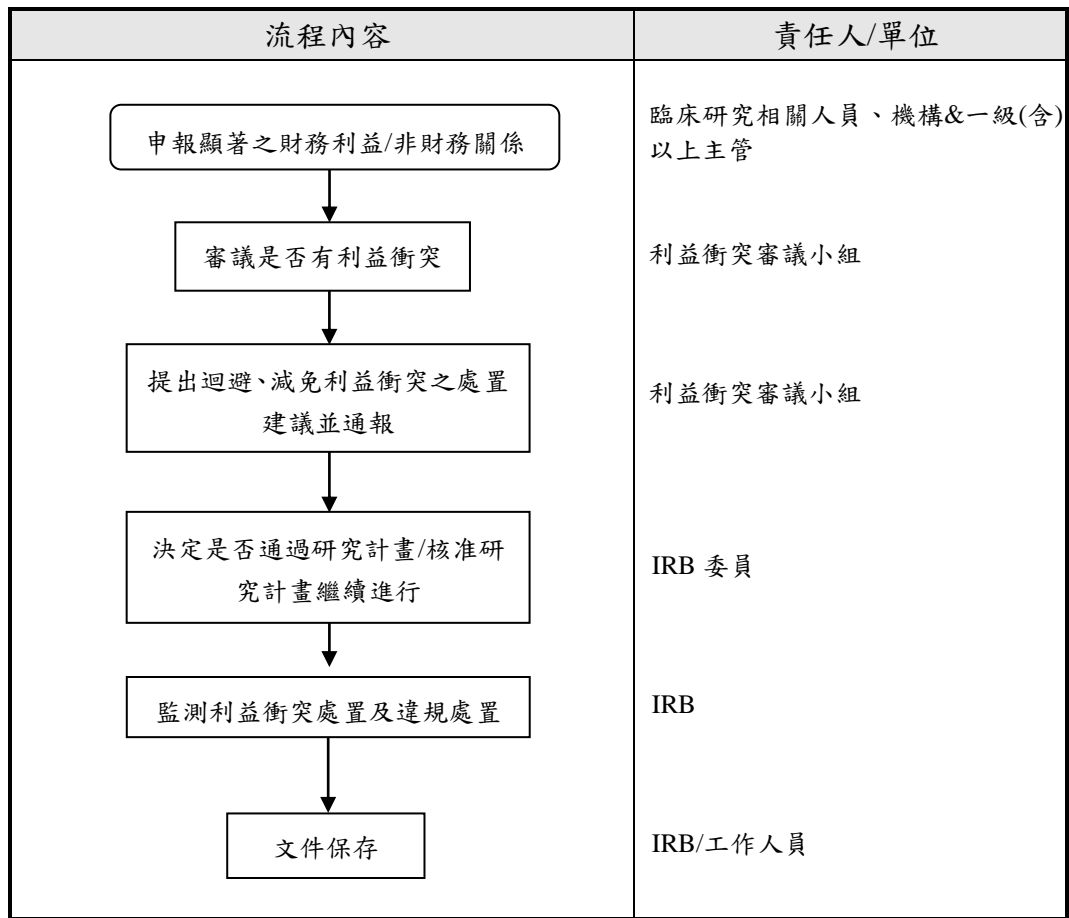 流程內容
責任人/單位
申報顯著之財務利益/非財務關係
臨床研究相關人員、機構&一級(含)
以上主管
審議是否有利益衝突
利益衝突審議小組
提出迴避、減免利益衝突之處置
建議並通報
利益衝突審議小組
決定是否通過研究計畫/核准研
究計畫繼續進行
IRB 委員
監測利益衝突處置及違規處置
IRB
文件保存
IRB/工作人員